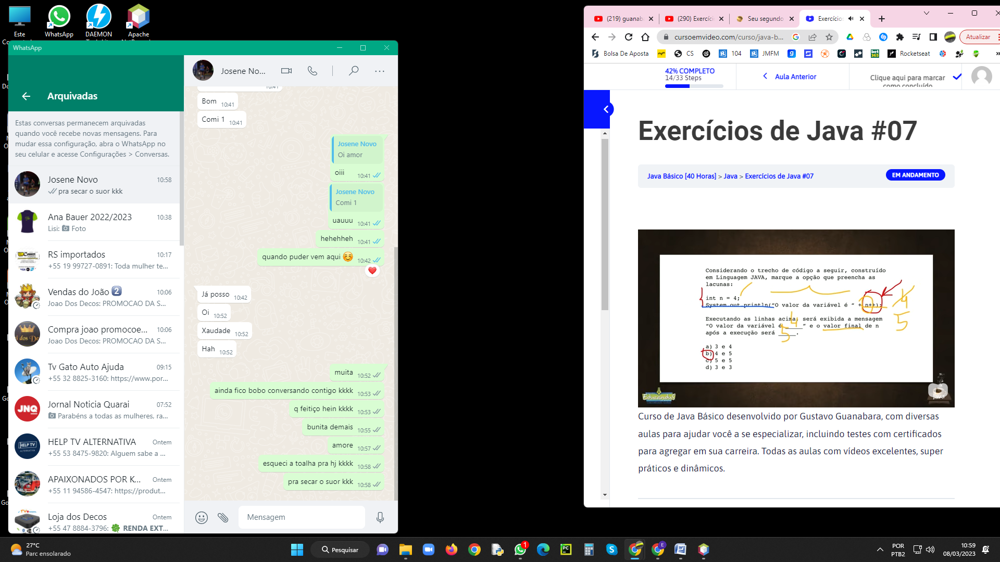 Este
WhatsApp
DAEMON
Apache
WhatsApp
Arquivadas
Estas conversas permanecem arquivadas
quando você recebe novas mensagens. Para
mudar essa configuração, abra o WhatsApp no
seu celular e acesse Configurações > Conversas.
Josene Novo 10:58
pra secar o suor kkk
Ana Bauer 2022/2023 10:38
Lisi: Foto
RS importados 10:17
+55 19 99727-0891: Toda mulher te...
Vendas do João 2 10:06
Joao Dos Decos: PROMOCAO DA S...
Compra joao promocoe... 10:06
Joao Dos Decos: PROMOCAO DA S...
Tv Gato Auto Ajuda 09:15
+55 32 8825-3160: https://www.por...
Jornal Noticia Quarai 07:52
Parabéns a todas as mulheres, ra...
HELP TV ALTERNATIVA Ontem
+55 53 8475-9820: Alguem sabe a ...
APAIXONADOS POR K... Ontem
+55 11 94586-4547: https://produt...
Loja dos Decos Ontem
+55 47 8884-3796: 🍀 RENDA EXT...
Josene No...
10:41
Bom 10:41
Comi 1 10:41
Josene Novo
Oi amor
oiii 10:41
Josene Novo
Comi 1
uauuu 10:41
hehehheh 10:41
quando puder vem aqui ☺️ 10:42
❤️
Já posso 10:42
Oi 10:52
Xaudade 10:52
Hah 10:52
muita 10:52
ainda fico bobo conversando contigo kkkk 10:53
q feitiço hein kkkk 10:53
bunita demais 10:55
amore 10:57
esqueci a toalha pra hj kkkk 10:58
pra secar o suor kkk 10:58
Mensagem
(219) guanab
(290) Exercíci
Seu segundo
Exercício
cursoemvideo.com/curso/java-b...
Atualizar
Bolsa De Aposta
CS
104
JMFM
bet365
Rocketseat
42% COMPLETO
14/33 Steps
Aula Anterior
Clique aqui para marcar
como concluído
Exercícios de Java #07
Java Básico [40 Horas] > Java > Exercícios de Java #07
EM ANDAMENTO
Considerando o trecho de código a seguir, construído
em Linguagem JAVA, marque a opção que preencha as
lacunas:
int n = 4;
System.out.println("O valor da variável é " + n++);
4
5
Executando as linhas acima, será exibida a mensagem
"O valor da variável é 4 " e o valor final de n
após a execução será 5.
a) 3 e 4
b) 4 e 5
c) 5 e 5
d) 3 e 3
Educandus
Java
Curso de Java Básico desenvolvido por Gustavo Guanabara, com diversas
aulas para ajudar você a se especializar, incluindo testes com certificados
para agregar em sua carreira. Todas as aulas com vídeos excelentes, super
práticos e dinâmicos.
27°C
Parc ensolarado
Pesquisar
1
POR
PTB2
10:59
08/03/2023